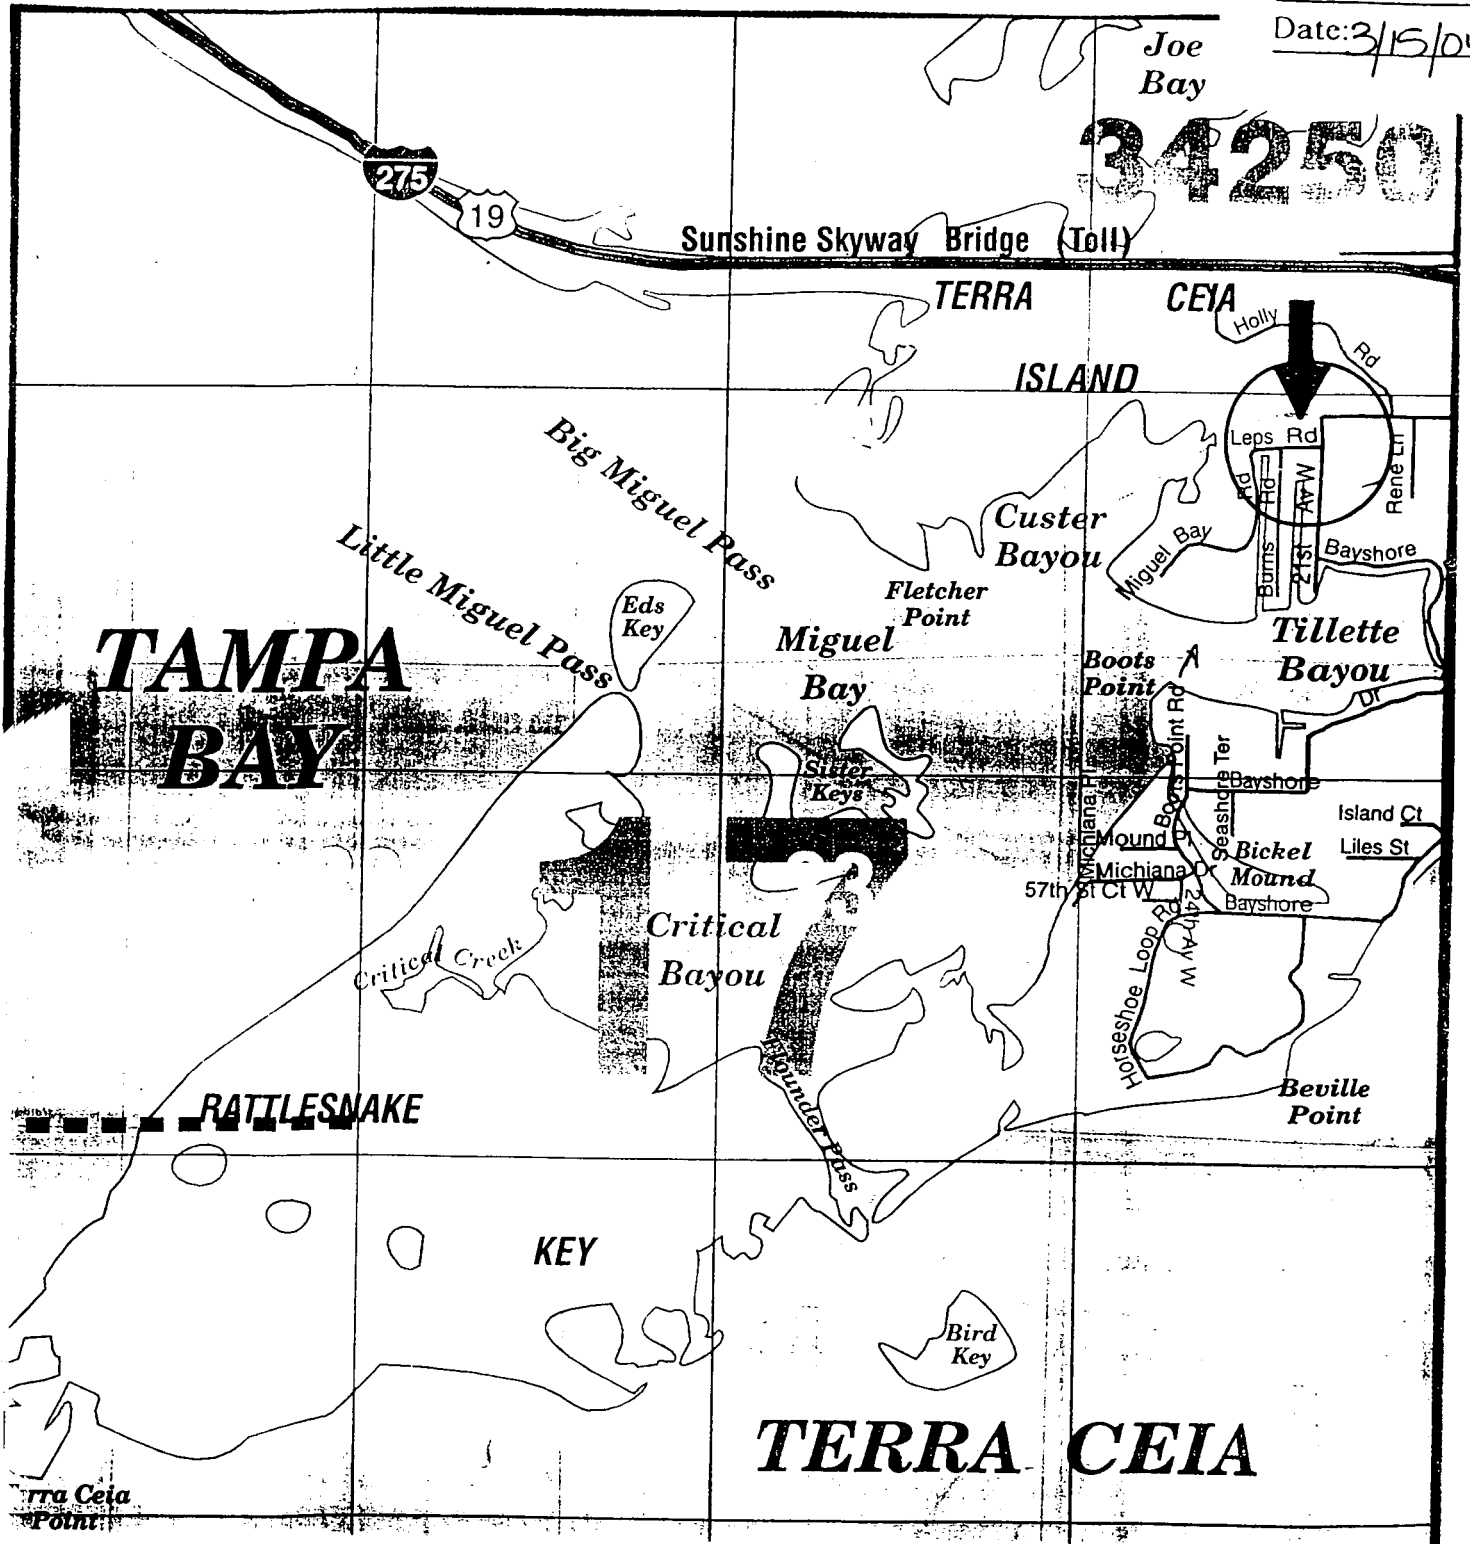 Date: 3/15/04
Joe
Bay
34250
275
19
Sunshine Skyway Bridge (Toll)
TERRA CEIA
ISLAND
Holly Rd
Leps Rd
Rd
Burns Rd
21st Av W
Rene Ln
Big Miguel Pass
Little Miguel Pass
Custer
Bayou
Miguel Bay
Bayshore
Fletcher
Point
Eds
Key
TAMPA
BAY
Miguel
Bay
Tillette
Bayou
Boots
Point
A
Dr
Boots Point Rd
Michiana Pl
Seashore Ter
Bayshore
Sister
Keys
Island Ct
Liles St
Mound Pl
Michiana Dr
57th St Ct W
Bickel
Mound
Bayshore
24th Av W
Horseshoe Loop Rd
17
Critical
Bayou
Critical Creek
Flounder Pass
Beville
Point
RATTLESNAKE
KEY
Bird
Key
TERRA CEIA
rra Ceia
Point